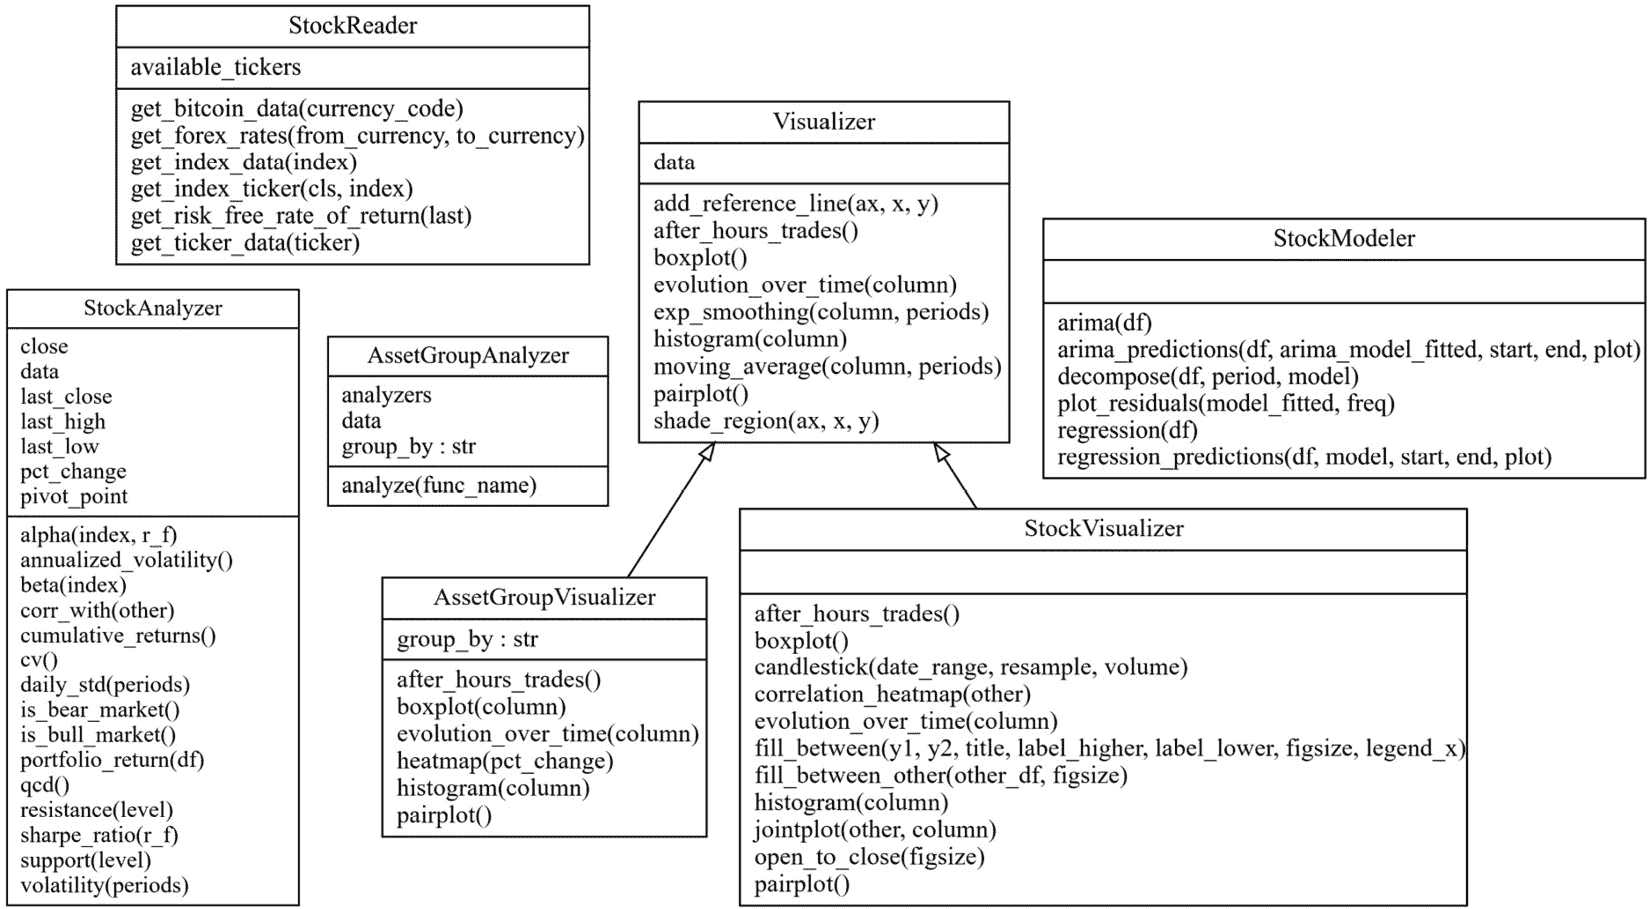 StockReader
available_tickers
get_bitcoin_data(currency_code)
get_forex_rates(from_currency, to_currency)
get_index_data(index)
get_index_ticker(cls, index)
get_risk_free_rate_of_return(last)
get_ticker_data(ticker)
Visualizer
data
add_reference_line(ax, x, y)
after_hours_trades()
boxplot()
evolution_over_time(column)
exp_smoothing(column, periods)
histogram(column)
moving_average(column, periods)
pairplot()
shade_region(ax, x, y)
StockModeler
arima(df)
arima_predictions(df, arima_model_fitted, start, end, plot)
decompose(df, period, model)
plot_residuals(model_fitted, freq)
regression(df)
regression_predictions(df, model, start, end, plot)
StockAnalyzer
close
data
last_close
last_high
last_low
pct_change
pivot_point
alpha(index, r_f)
annualized_volatility()
beta(index)
corr_with(other)
cumulative_returns()
cv()
daily_std(periods)
is_bear_market()
is_bull_market()
portfolio_return(df)
qcd()
resistance(level)
sharpe_ratio(r_f)
support(level)
volatility(periods)
AssetGroupAnalyzer
analyzers
data
group_by : str
analyze(func_name)
AssetGroupVisualizer
group_by : str
after_hours_trades()
boxplot(column)
evolution_over_time(column)
heatmap(pct_change)
histogram(column)
pairplot()
StockVisualizer
after_hours_trades()
boxplot()
candlestick(date_range, resample, volume)
correlation_heatmap(other)
evolution_over_time(column)
fill_between(y1, y2, title, label_higher, label_lower, figsize, legend_x)
fill_between_other(other_df, figsize)
histogram(column)
jointplot(other, column)
open_to_close(figsize)
pairplot()